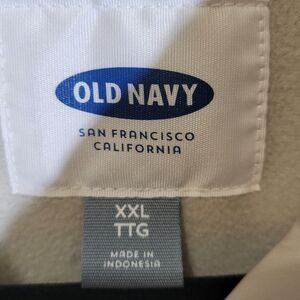 OLD NAVY
SAN FRANCISCO
CALIFORNIA
XXL
TTG
MADE IN
INDONESIA